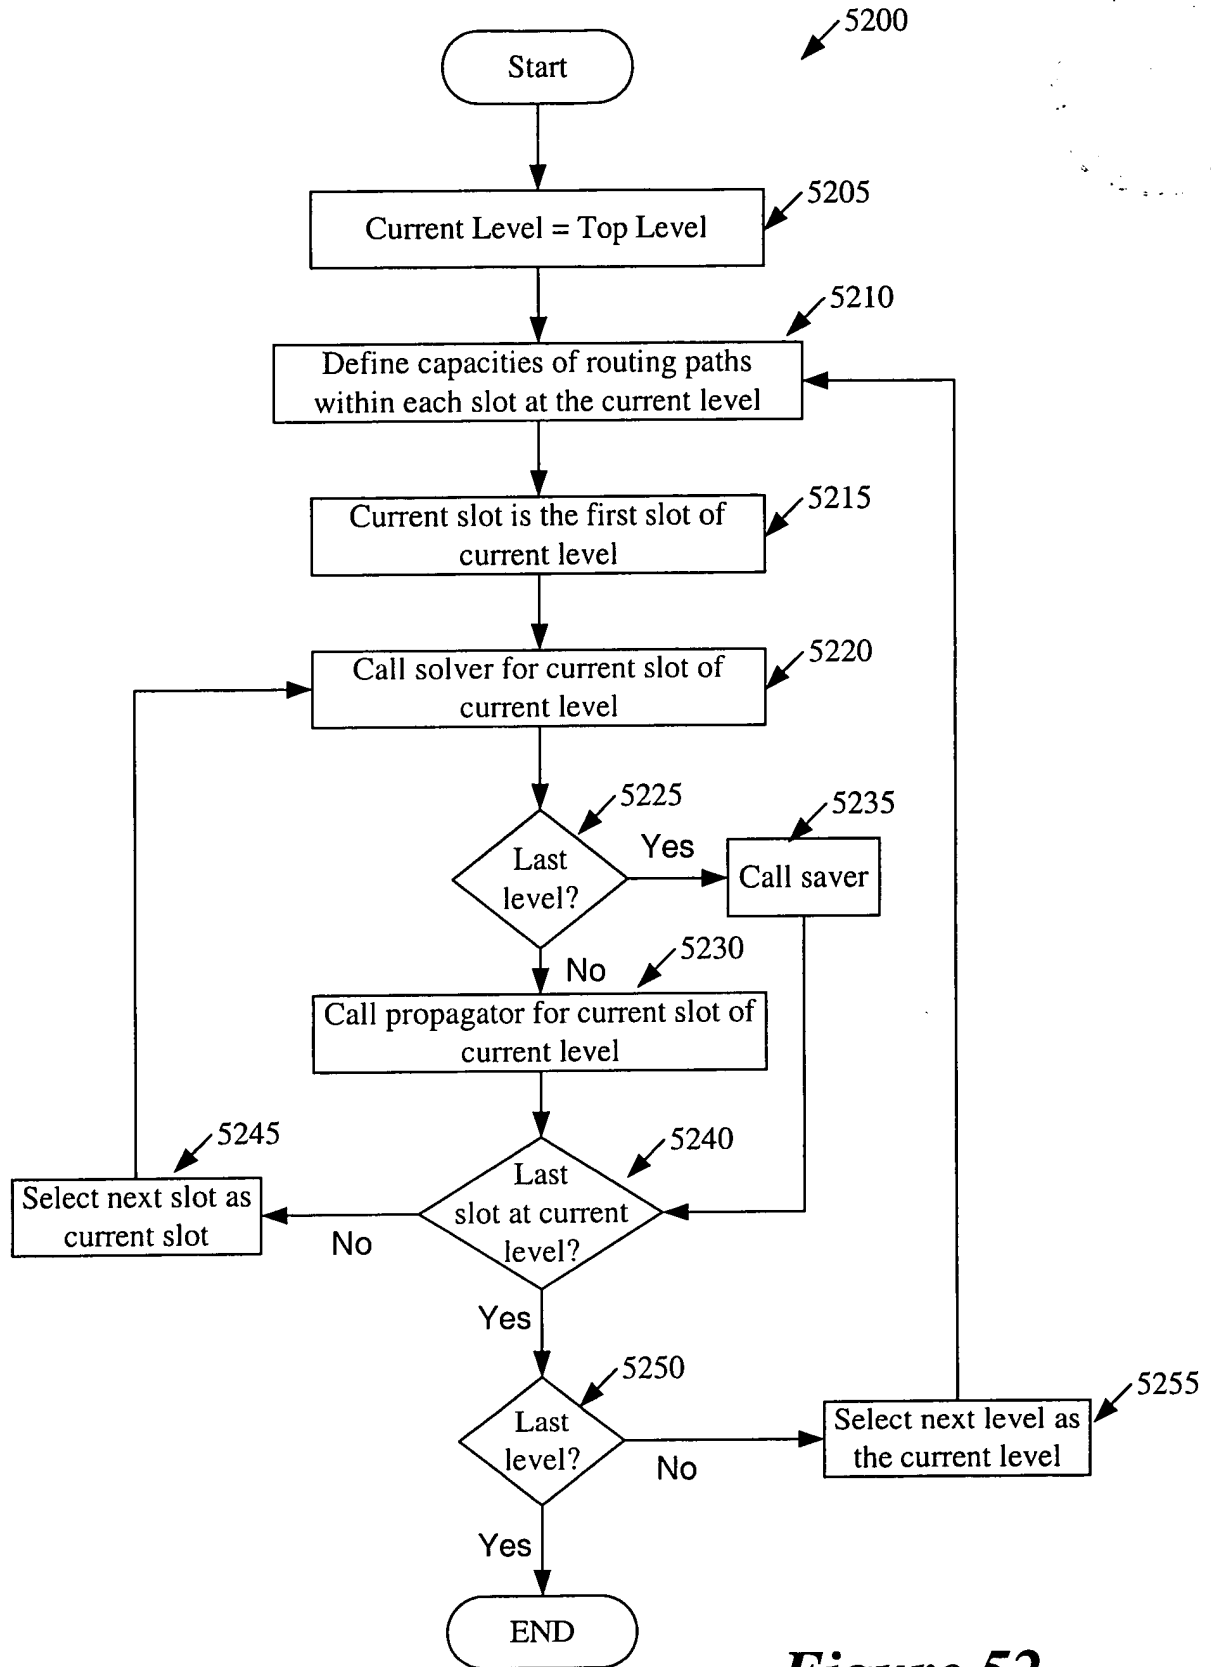 5200
Start
5205
Current Level = Top Level
5210
Define capacities of routing paths
within each slot at the current level
5215
Current slot is the first slot of
current level
5220
Call solver for current slot of
current level
5225
5235
Last
level?
Yes
Call saver
5230
No
Call propagator for current slot of
current level
5245
5240
Select next slot as
current slot
Last
slot at current
level?
No
Yes
5250
5255
Last
level?
Select next level as
the current level
No
Yes
END
Figure 52